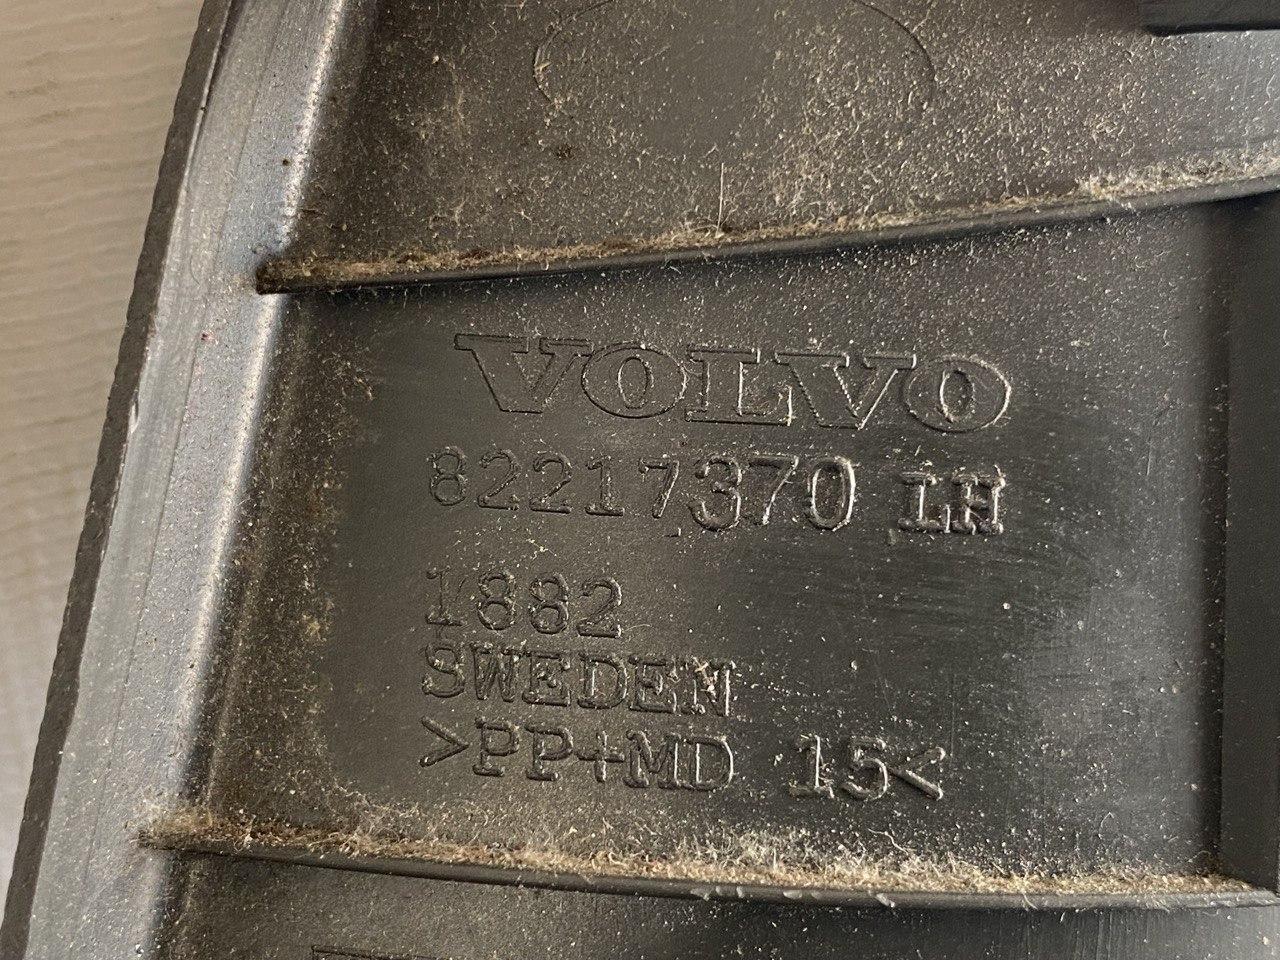 VOLVO
82217370 LH
1882
SWEDEN
>PP+MD 15<